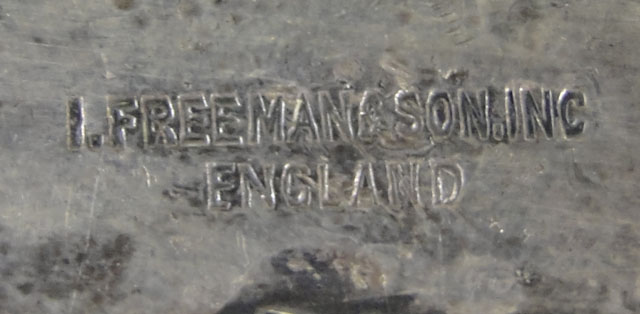 I. FREEMAN & SON. INC
ENGLAND